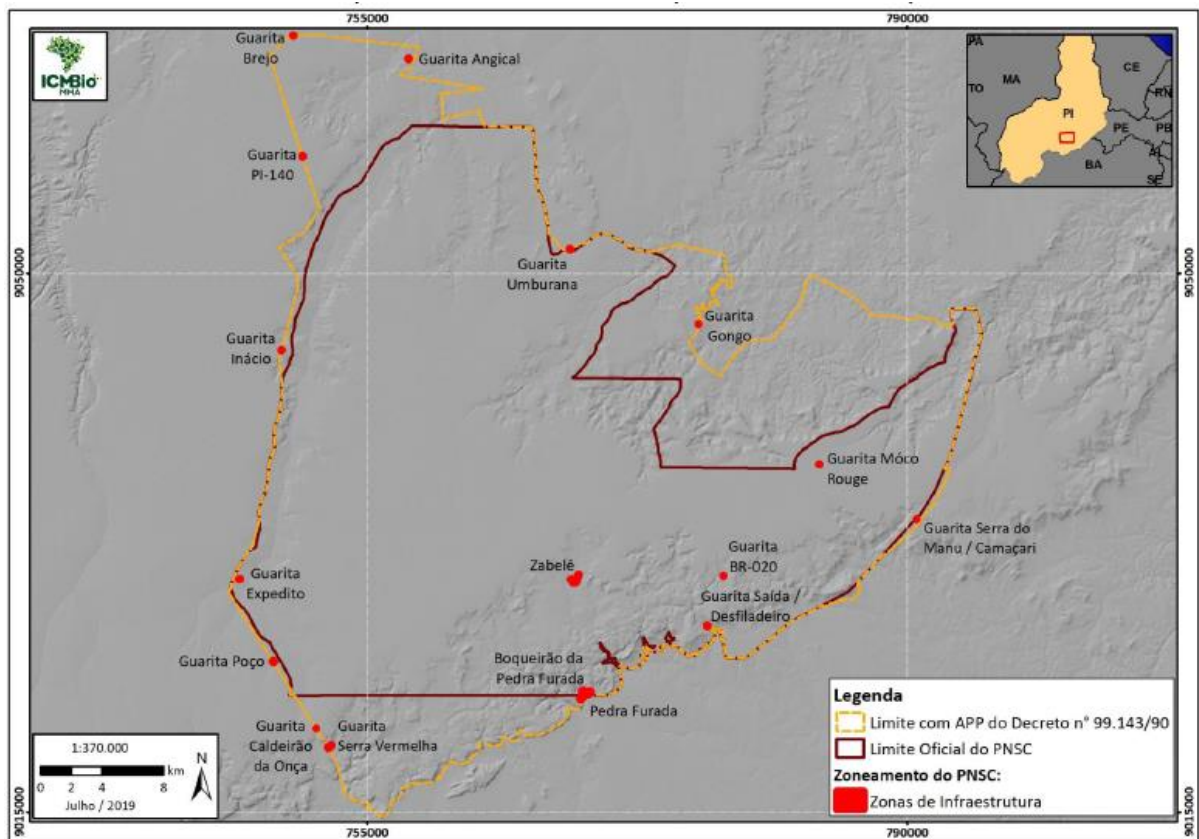 755000
790000
ICMBio
MMA
Guarita
Brejo
Guarita Angical
Guarita
PI-140
PA
MA
CE
TO
RN
PI
PE
PB
AL
BA
SE
9050000
9050000
Guarita
Umburana
Guarita
Gongo
Guarita
Inácio
Guarita Móco
Rouge
Guarita Serra do
Manu / Camaçari
Zabelê
Guarita
BR-020
Guarita
Expedito
Guarita Saída /
Desfiladeiro
Guarita Poço
Boqueirão da
Pedra Furada
Pedra Furada
Guarita
Caldeirão
da Onça
Guarita
Serra Vermelha
Legenda
Limite com APP do Decreto n° 99.143/90
Limite Oficial do PNSC
Zoneamento do PNSC:
Zonas de Infraestrutura
1:370.000
N
km
0 2 4 8
Julho / 2019
9015000
9015000
755000
790000